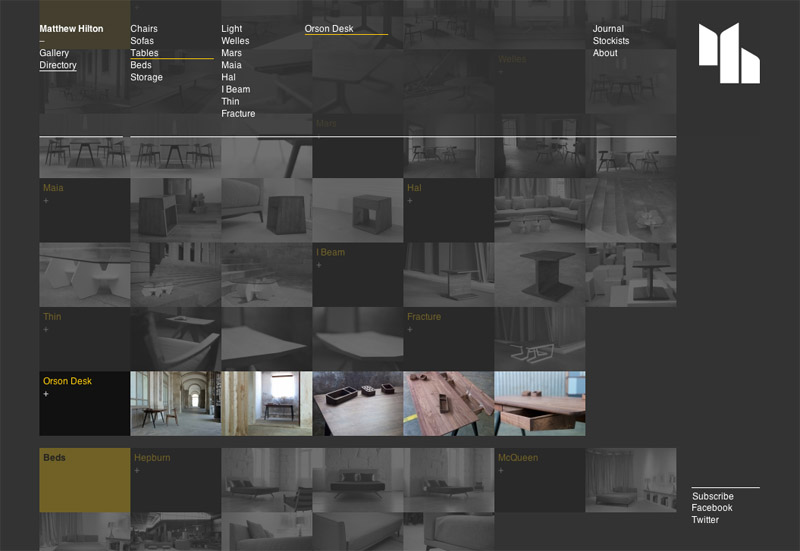 Matthew Hilton
–
Gallery
Directory
Chairs
Sofas
Tables
Beds
Storage
Light
Welles
Mars
Maia
Hal
I Beam
Thin
Fracture
Orson Desk
Journal
Stockists
About
Welles
+
Mars
Maia
+
Hal
+
I Beam
+
Thin
+
Fracture
+
Orson Desk
+
Beds
Hepburn
+
McQueen
+
Subscribe
Facebook
Twitter